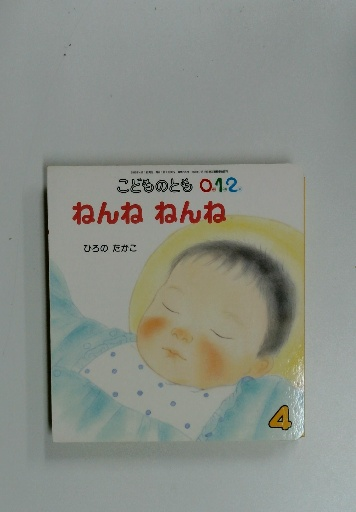 こどものとも 0.1.2.
ねんね ねんね
ひろの たかこ
4